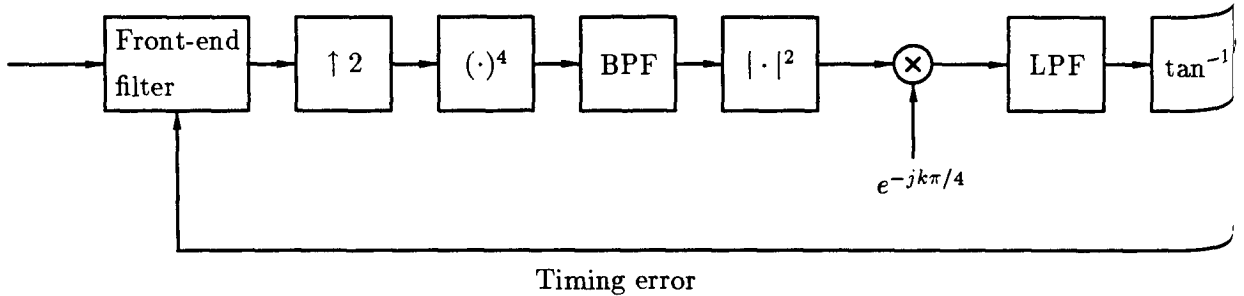 Front-end
filter
↑ 2
(·)⁴
BPF
| · |²
×
LPF
tan⁻¹
e^{-jkπ/4}
Timing error